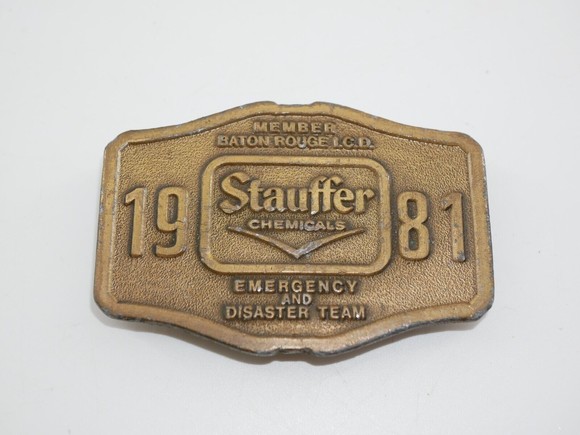 MEMBER
BATON ROUGE I.C.D.
19 Stauffer 81
CHEMICALS
EMERGENCY
AND
DISASTER TEAM